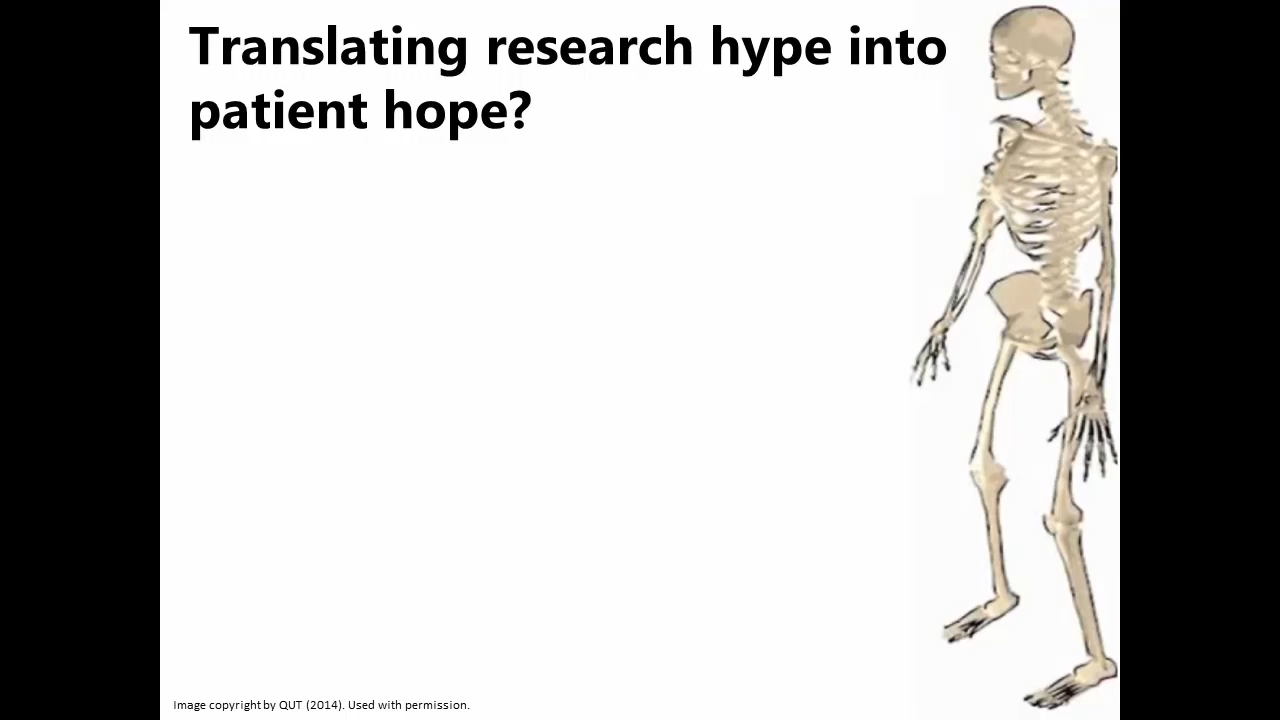 Translating research hype into
patient hope?
Image copyright by QUT (2014). Used with permission.